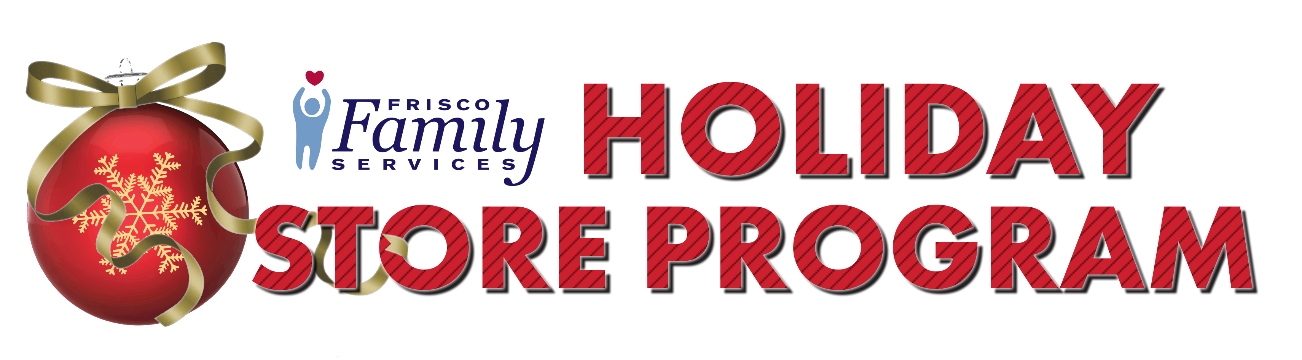 FRISCO
Family
SERVICES
HOLIDAY
STORE PROGRAM